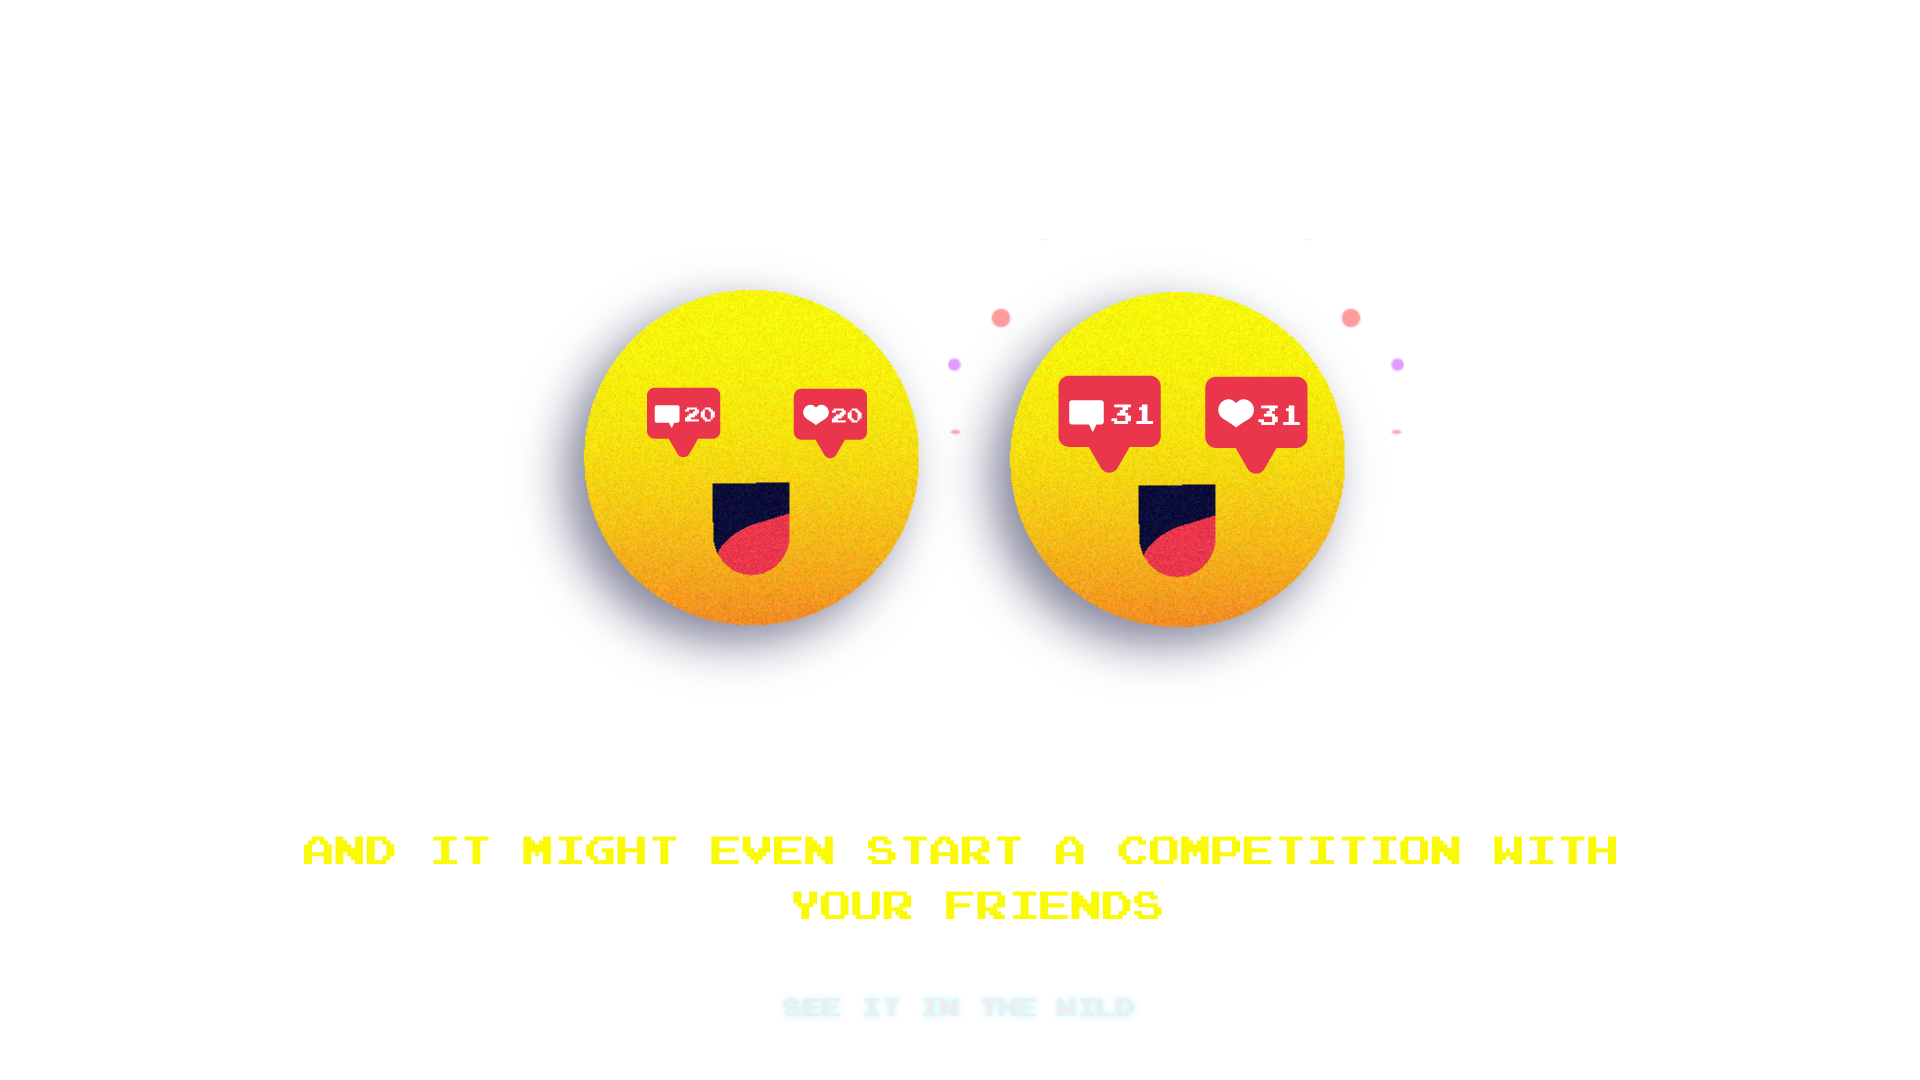 20 20 31 31
AND IT MIGHT EVEN START A COMPETITION WITH
YOUR FRIENDS
SEE IT IN THE WILD